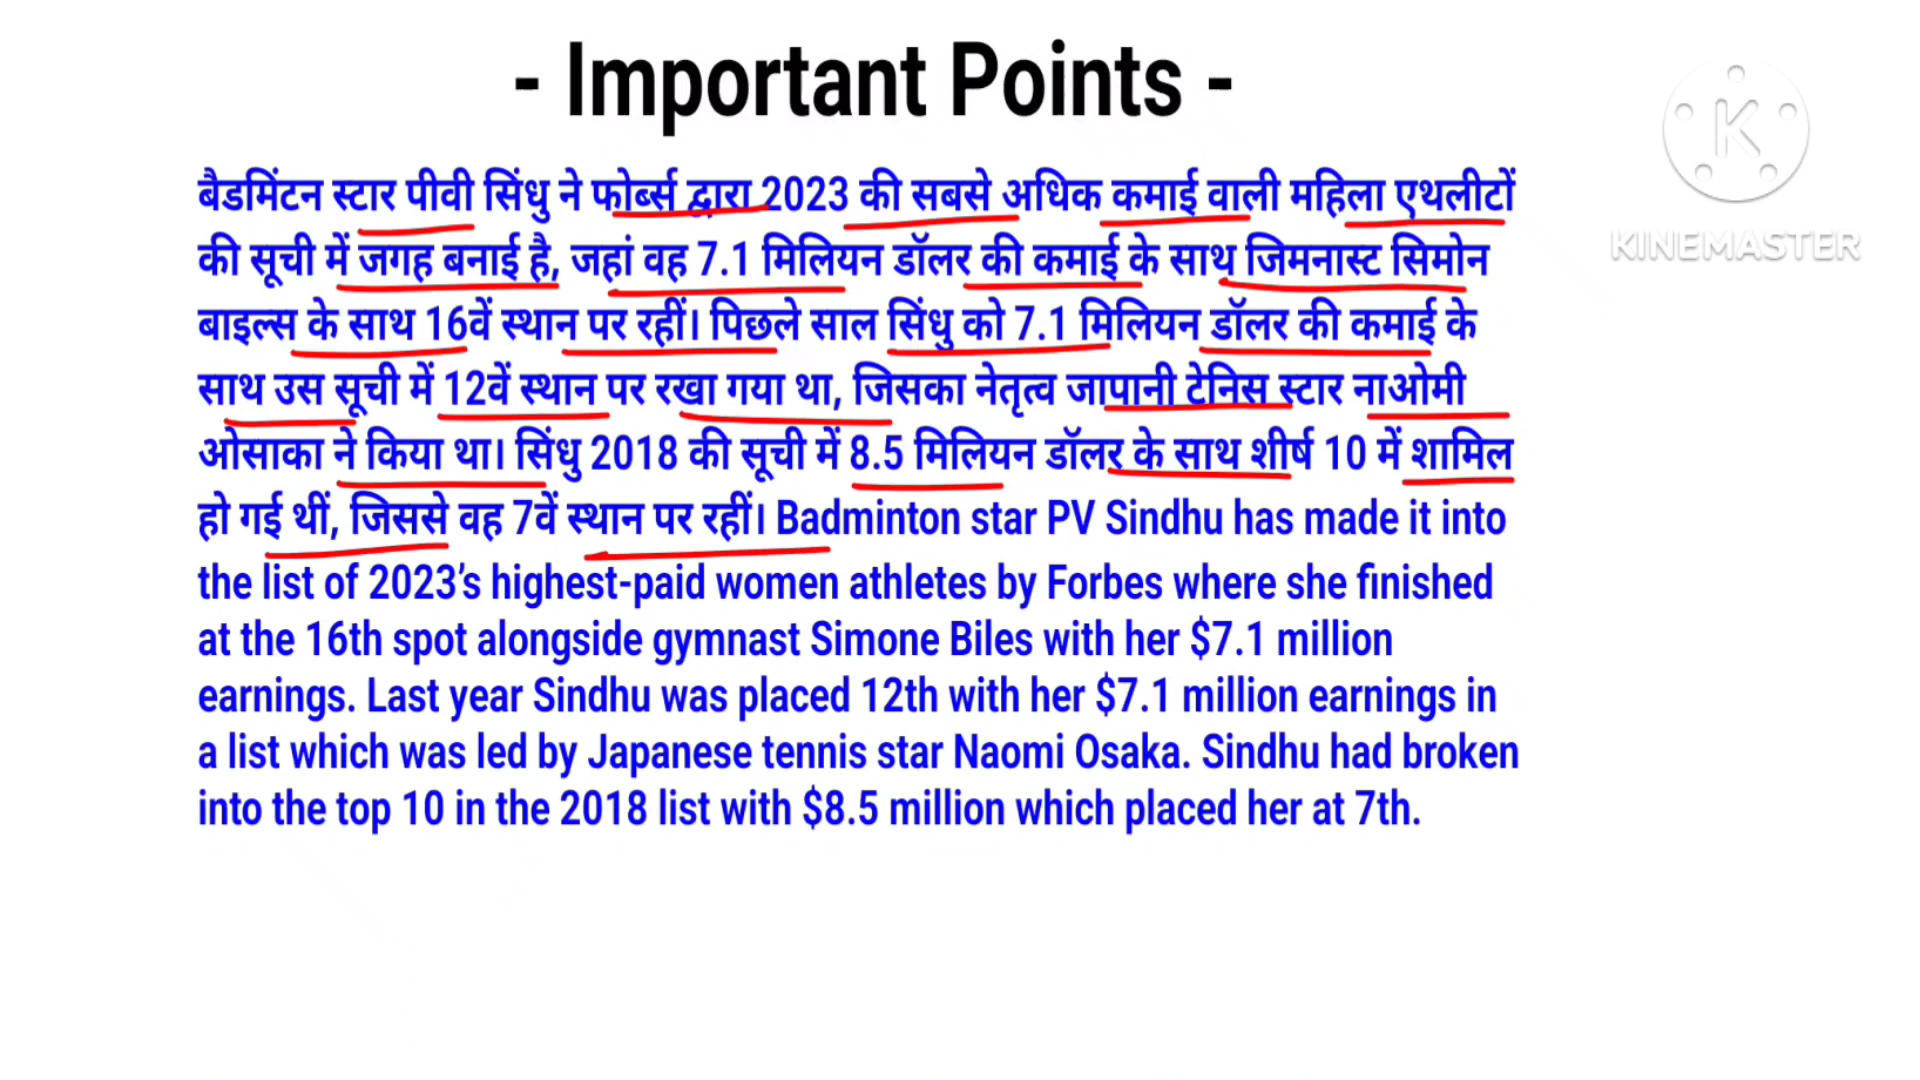 - Important Points -
बैडमिंटन स्टार पीवी सिंधु ने फोर्ब्स द्वारा 2023 की सबसे अधिक कमाई वाली महिला एथलीटों
की सूची में जगह बनाई है, जहां वह 7.1 मिलियन डॉलर की कमाई के साथ जिमनास्ट सिमोन
बाइल्स के साथ 16वें स्थान पर रहीं। पिछले साल सिंधु को 7.1 मिलियन डॉलर की कमाई के
साथ उस सूची में 12वें स्थान पर रखा गया था, जिसका नेतृत्व जापानी टेनिस स्टार नाओमी
ओसाका ने किया था। सिंधु 2018 की सूची में 8.5 मिलियन डॉलर के साथ शीर्ष 10 में शामिल
हो गई थीं, जिससे वह 7वें स्थान पर रहीं। Badminton star PV Sindhu has made it into
the list of 2023’s highest-paid women athletes by Forbes where she finished
at the 16th spot alongside gymnast Simone Biles with her $7.1 million
earnings. Last year Sindhu was placed 12th with her $7.1 million earnings in
a list which was led by Japanese tennis star Naomi Osaka. Sindhu had broken
into the top 10 in the 2018 list with $8.5 million which placed her at 7th.
K
KINEMASTER